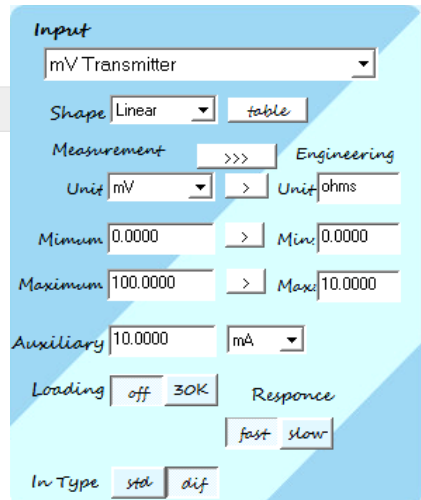 Input
mV Transmitter
Shape Linear table
Measurement >>> Engineering
Unit mV > Unit ohms
Mimum 0.0000 > Min: 0.0000
Maximum 100.0000 > Max: 10.0000
Auxiliary 10.0000 mA
Loading off 30K Responce
fast slow
In Type std dif